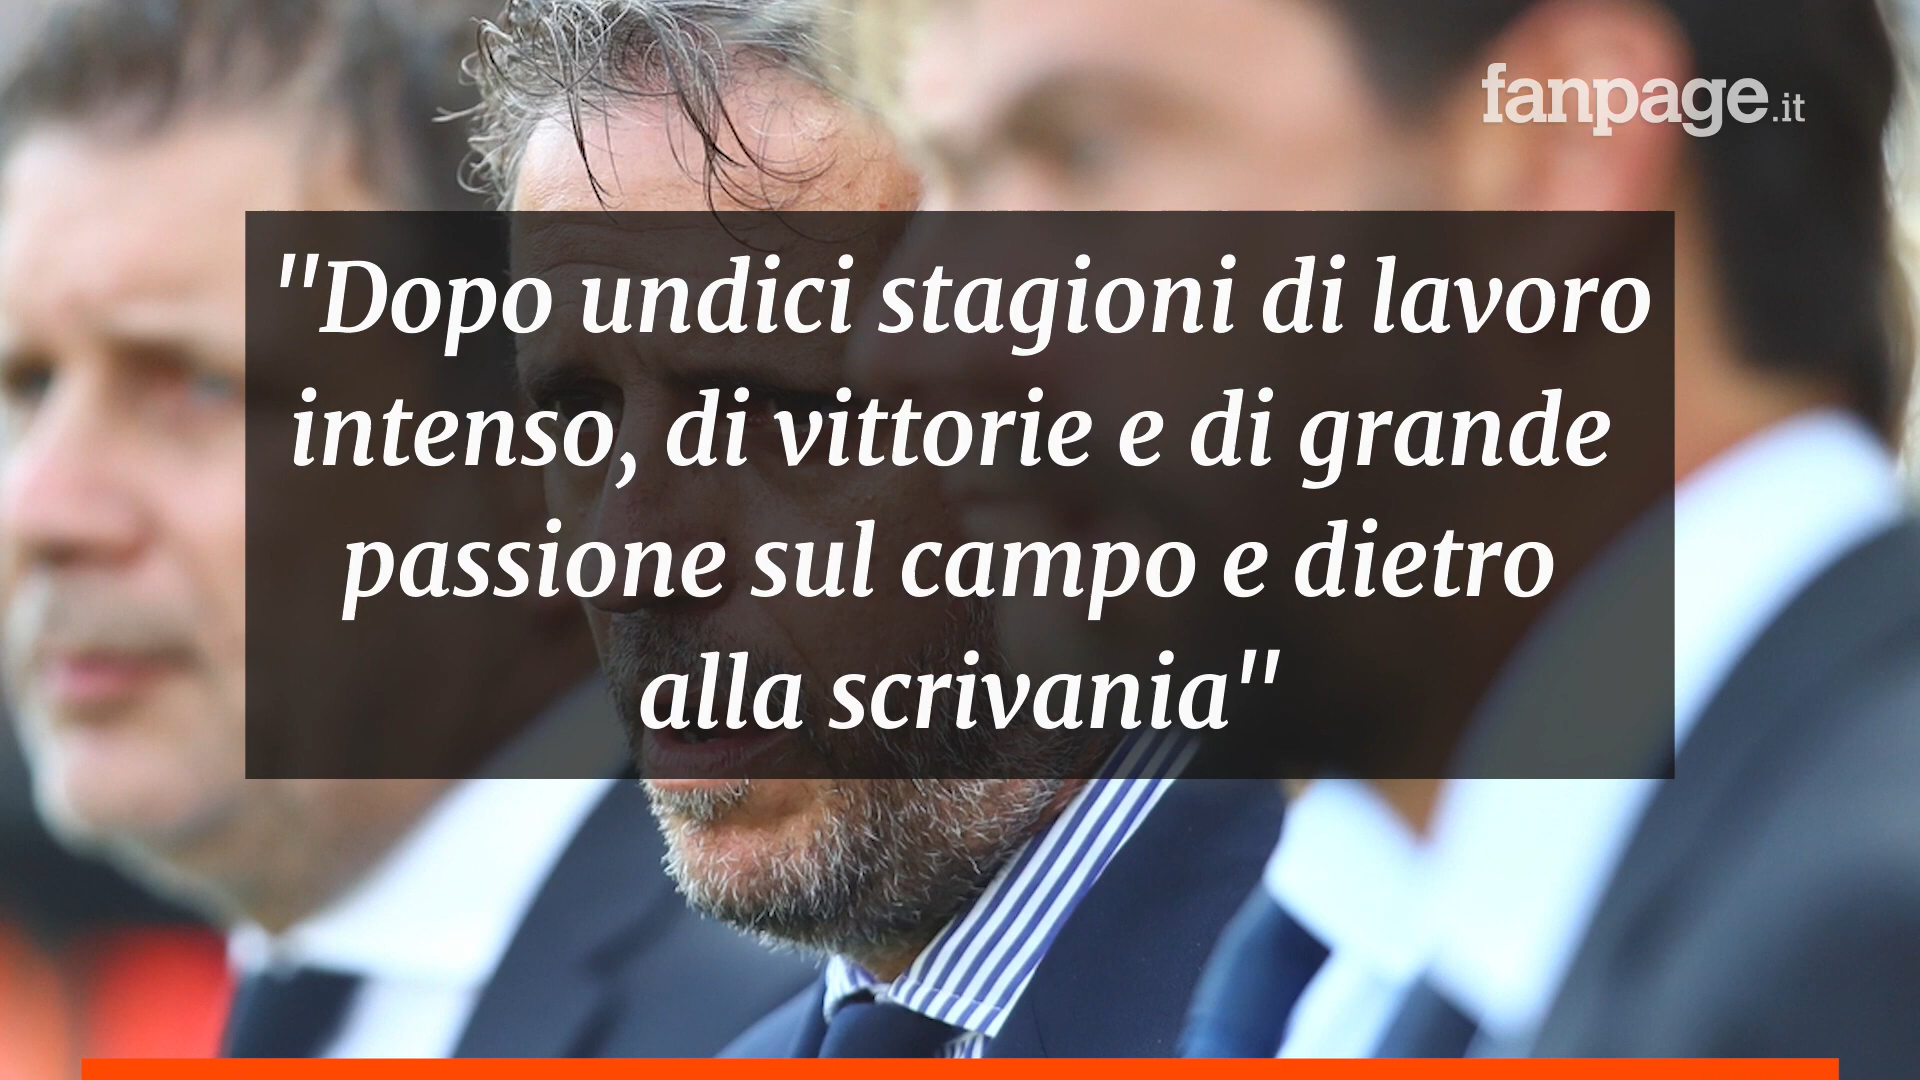 fanpage.it
"Dopo undici stagioni di lavoro
intenso, di vittorie e di grande
passione sul campo e dietro
alla scrivania"